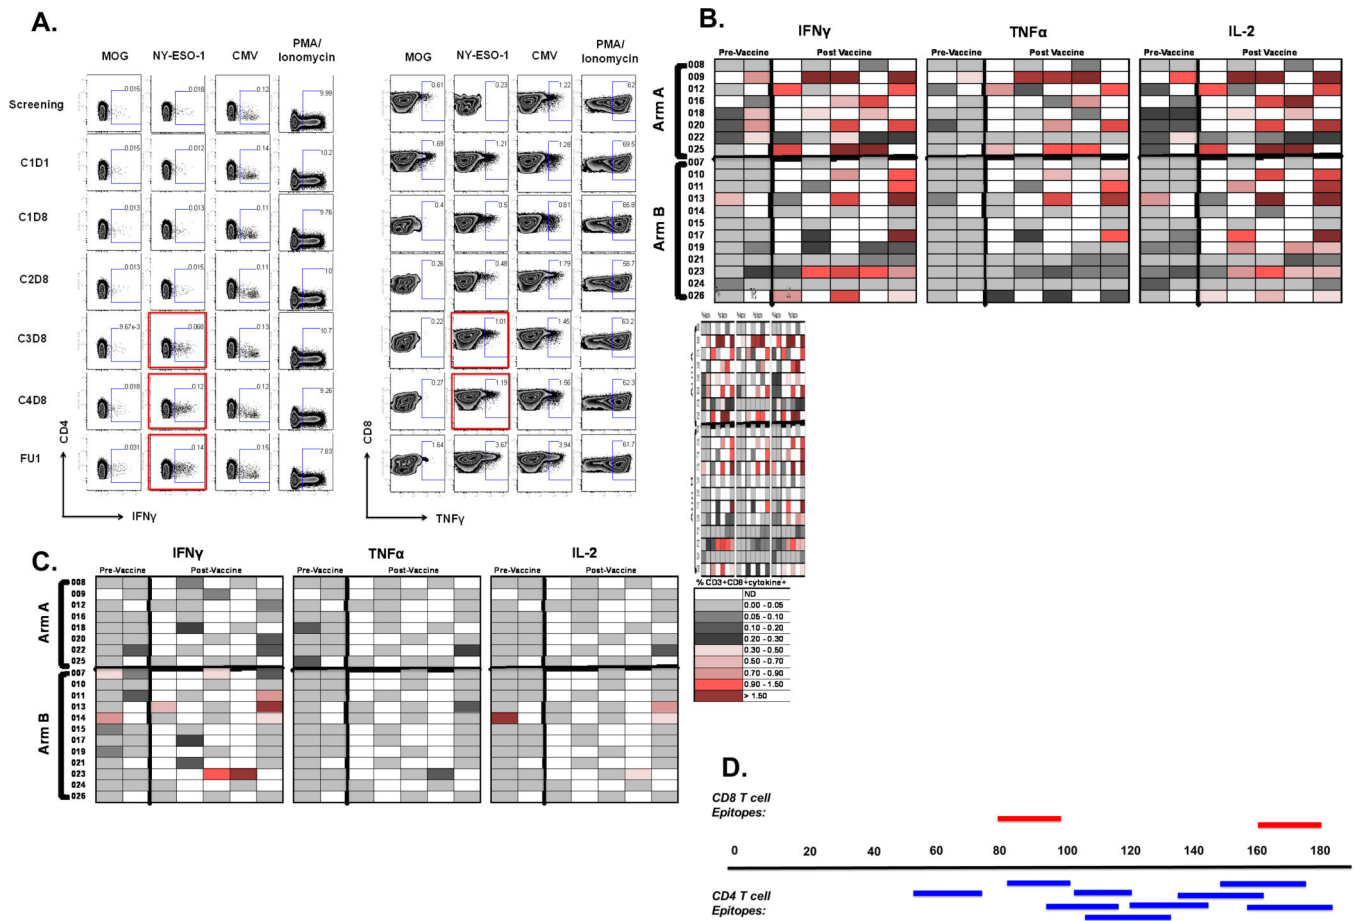 A.
MOG NY-ESO-1 CMV PMA/ Ionomycin
MOG NY-ESO-1 CMV PMA/ Ionomycin
Screening 0.015 0.018 0.12 9.99 0.61 0.23 1.22 62
C1D1 0.015 0.012 0.14 10.2 1.69 1.21 1.28 69.5
C1D8 0.013 0.013 0.11 9.76 0.4 0.5 0.81 65.8
C2D8 0.013 0.015 0.11 10 0.26 0.48 1.79 58.7
C3D8 9.67e-3 0.068 0.13 10.7 0.22 1.01 1.45 63.2
C4D8 0.018 0.12 0.12 9.26 0.27 1.19 1.56 62.3
FU1 0.031 0.14 0.15 7.83 1.64 3.67 3.94 61.7
CD4
IFNγ
CD8
TNFγ
B.
IFNγ TNFα IL-2
Pre-Vaccine Post Vaccine Pre-Vaccine Post Vaccine Pre-Vaccine Post Vaccine
Arm A
008
009
012
016
018
020
022
025
Arm B
007
010
011
013
014
015
017
019
021
023
024
026
% CD3+CD8+cytokine+
ND
0.00 - 0.05
0.05 - 0.10
0.10 - 0.20
0.20 - 0.30
0.30 - 0.50
0.50 - 0.70
0.70 - 0.90
0.90 - 1.50
> 1.50
C.
IFNγ TNFα IL-2
Pre-Vaccine Post-Vaccine Pre-Vaccine Post-Vaccine Pre-Vaccine Post-Vaccine
Arm A
008
009
012
016
018
020
022
025
Arm B
007
010
011
013
014
015
017
019
021
023
024
026
D.
CD8 T cell
Epitopes:
0 20 40 60 80 100 120 140 160 180
CD4 T cell
Epitopes: